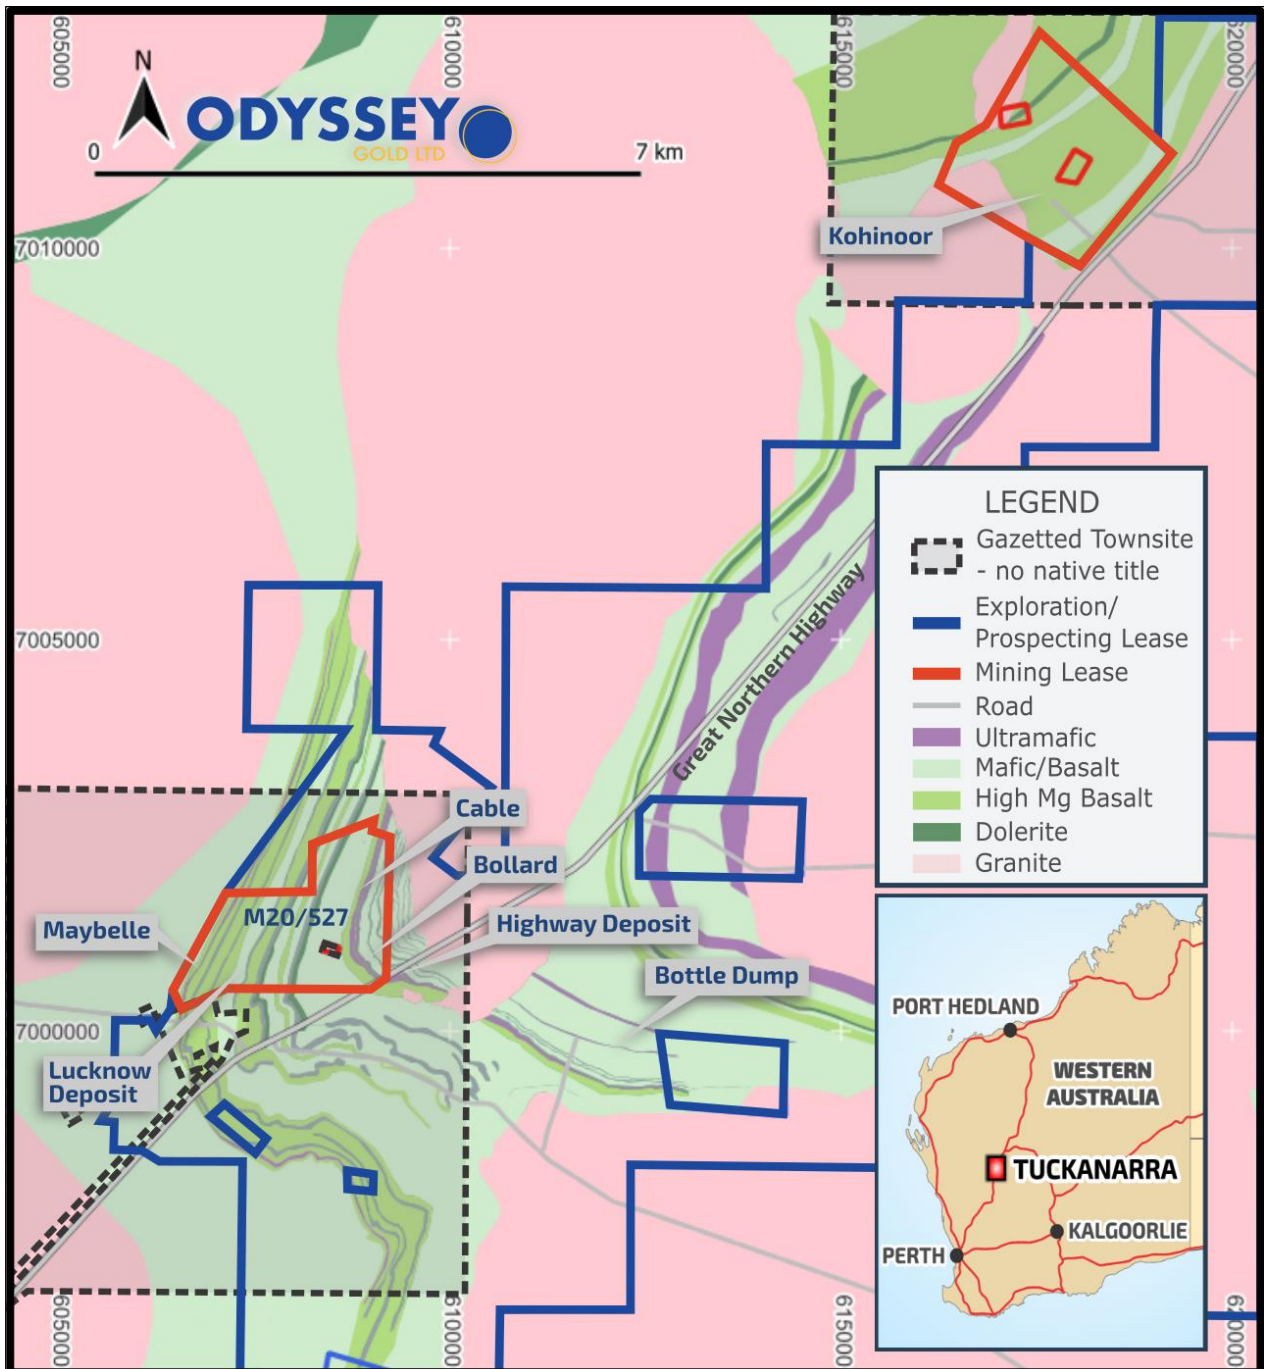 605000
610000
615000
620000
N
ODYSSEY
GOLD LTD
0
7 km
Kohinoor
7010000
LEGEND
Gazetted Townsite
- no native title
Exploration/
Prospecting Lease
Mining Lease
Road
Ultramafic
Mafic/Basalt
High Mg Basalt
Dolerite
Granite
Great Northern Highway
7005000
Cable
Bollard
M20/527
Maybelle
Highway Deposit
Bottle Dump
7000000
Lucknow
Deposit
PORT HEDLAND
WESTERN
AUSTRALIA
TUCKANARRA
KALGOORLIE
PERTH
605000
610000
615000
620000